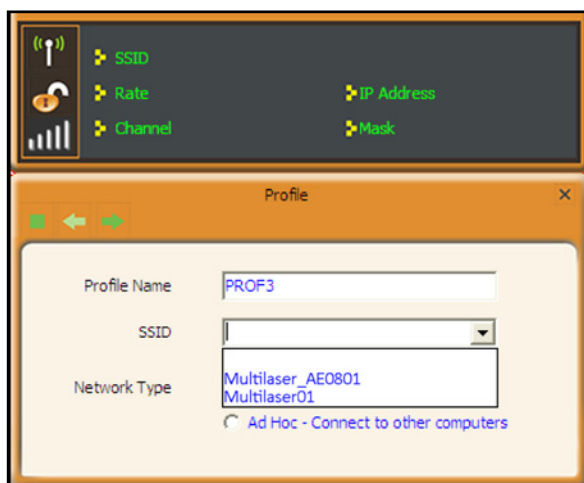 SSID
Rate
IP Address
Channel
Mask
Profile
Profile Name
PROF3
SSID
Multilaser_AE0801
Multilaser01
Network Type
Ad Hoc - Connect to other computers